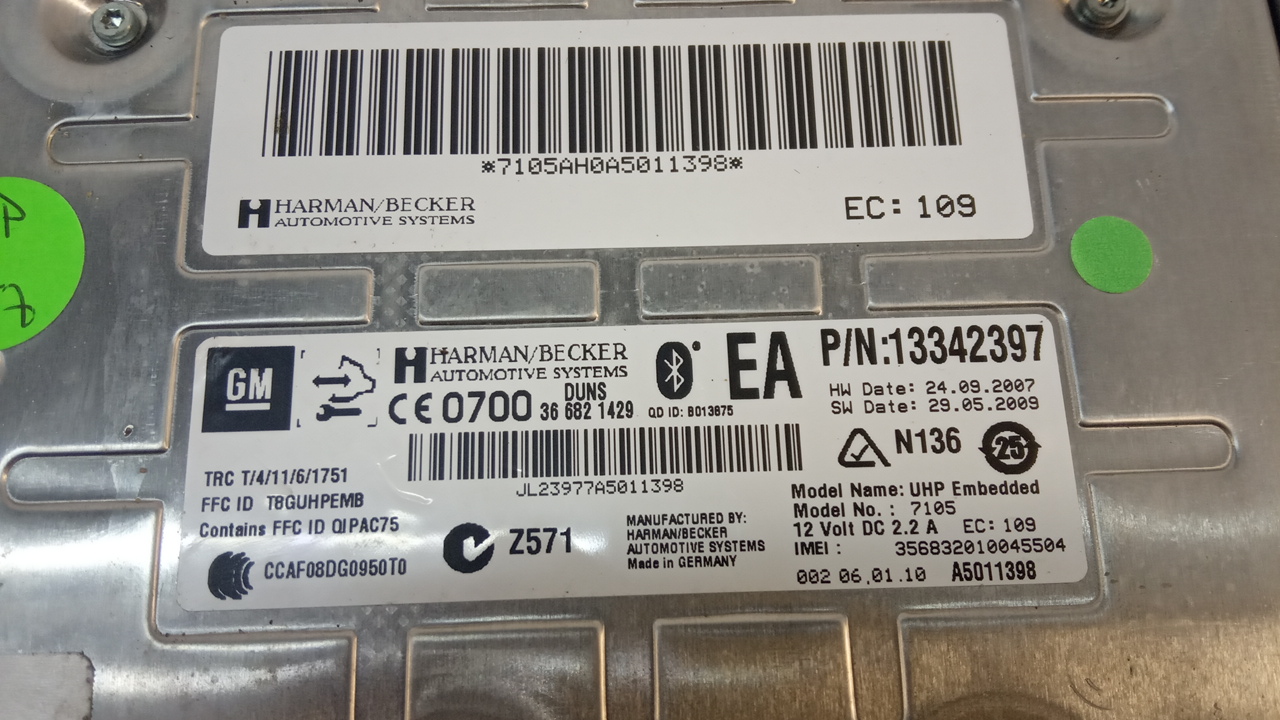 *7105AH0A5011398*
HARMAN/BECKER
AUTOMOTIVE SYSTEMS
EC: 109
GM
HARMAN/BECKER
AUTOMOTIVE SYSTEMS
CE 0700
DUNS
36 682 1429
QD ID: B013875
EA
P/N:13342397
HW Date: 24.09.2007
SW Date: 29.05.2009
N136
25
JL23977A5011398
TRC T/4/11/6/1751
FFC ID T8GUHPEMB
Contains FFC ID QIPAC75
CCAF08DG0950T0
Z571
MANUFACTURED BY:
HARMAN/BECKER
AUTOMOTIVE SYSTEMS
Made in GERMANY
Model Name: UHP Embedded
Model No. : 7105
12 Volt DC 2.2 A EC: 109
IMEI : 356832010045504
002 06.01.10 A5011398